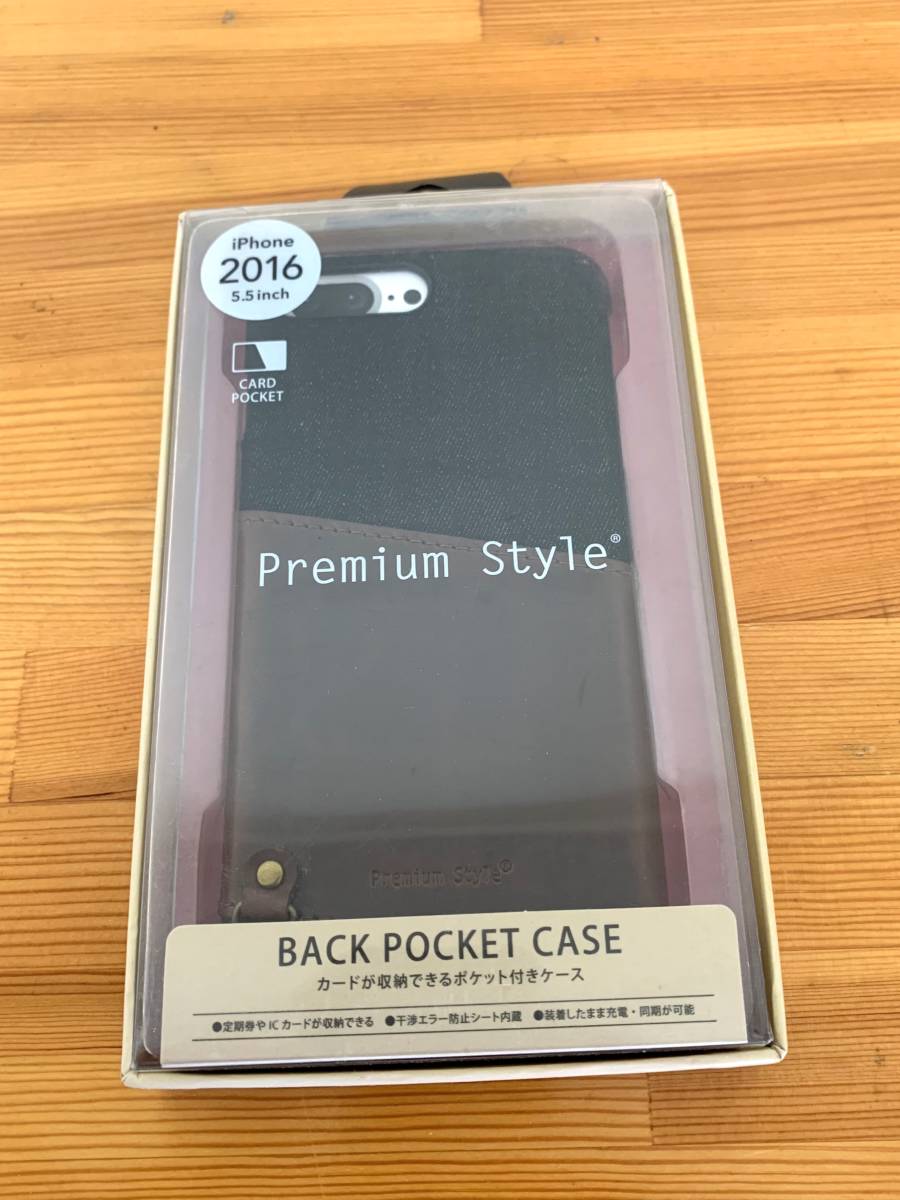 iPhone
2016
5.5inch
CARD
POCKET
Premium Style®
Premium Style®
BACK POCKET CASE
カードが収納できるポケット付きケース
●定期券やICカードが収納できる ●干渉エラー防止シート内蔵 ●装着したまま充電・同期が可能